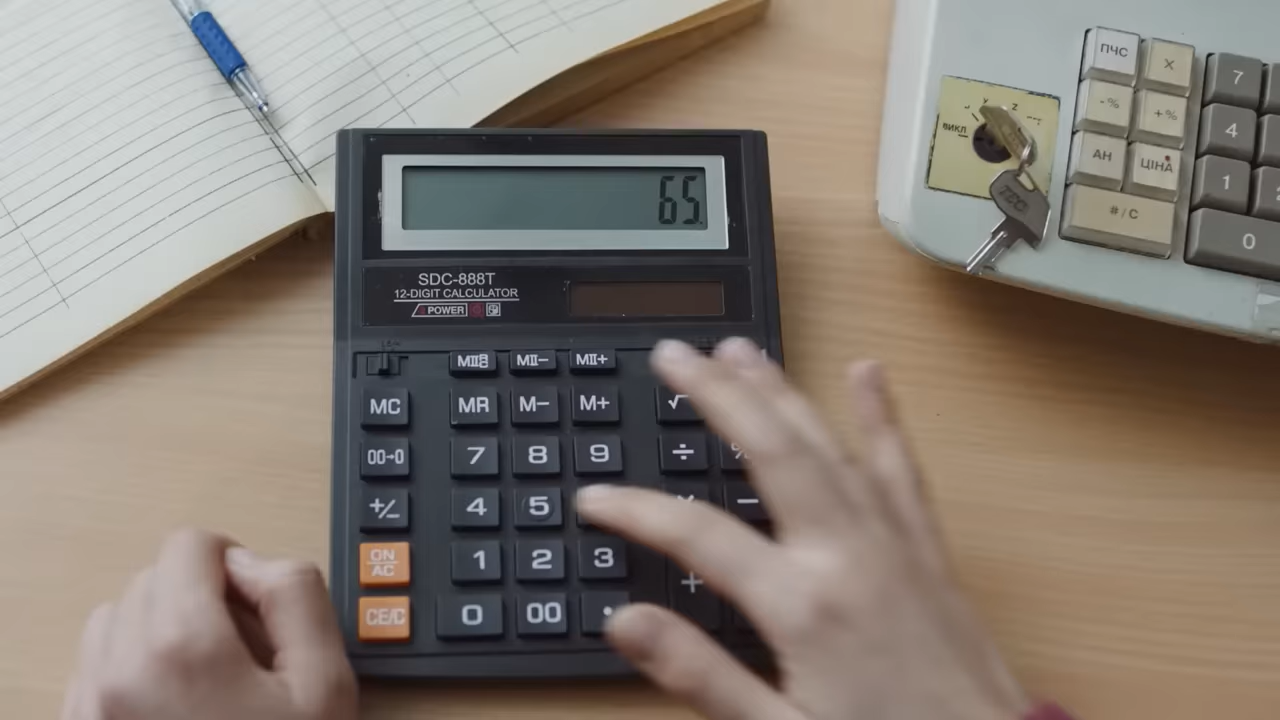 65.
SDC-888T
12-DIGIT CALCULATOR
POWER
MII− MII+
MC MR M− M+ √
00→0 7 8 9 ÷ %
+/− 4 5 −
ON/AC 1 2 3 +
CE/C 0 00 .
ПЧС X 7
-% +% 4
АН ЦІНА 1
#/С 0
ВИКЛ